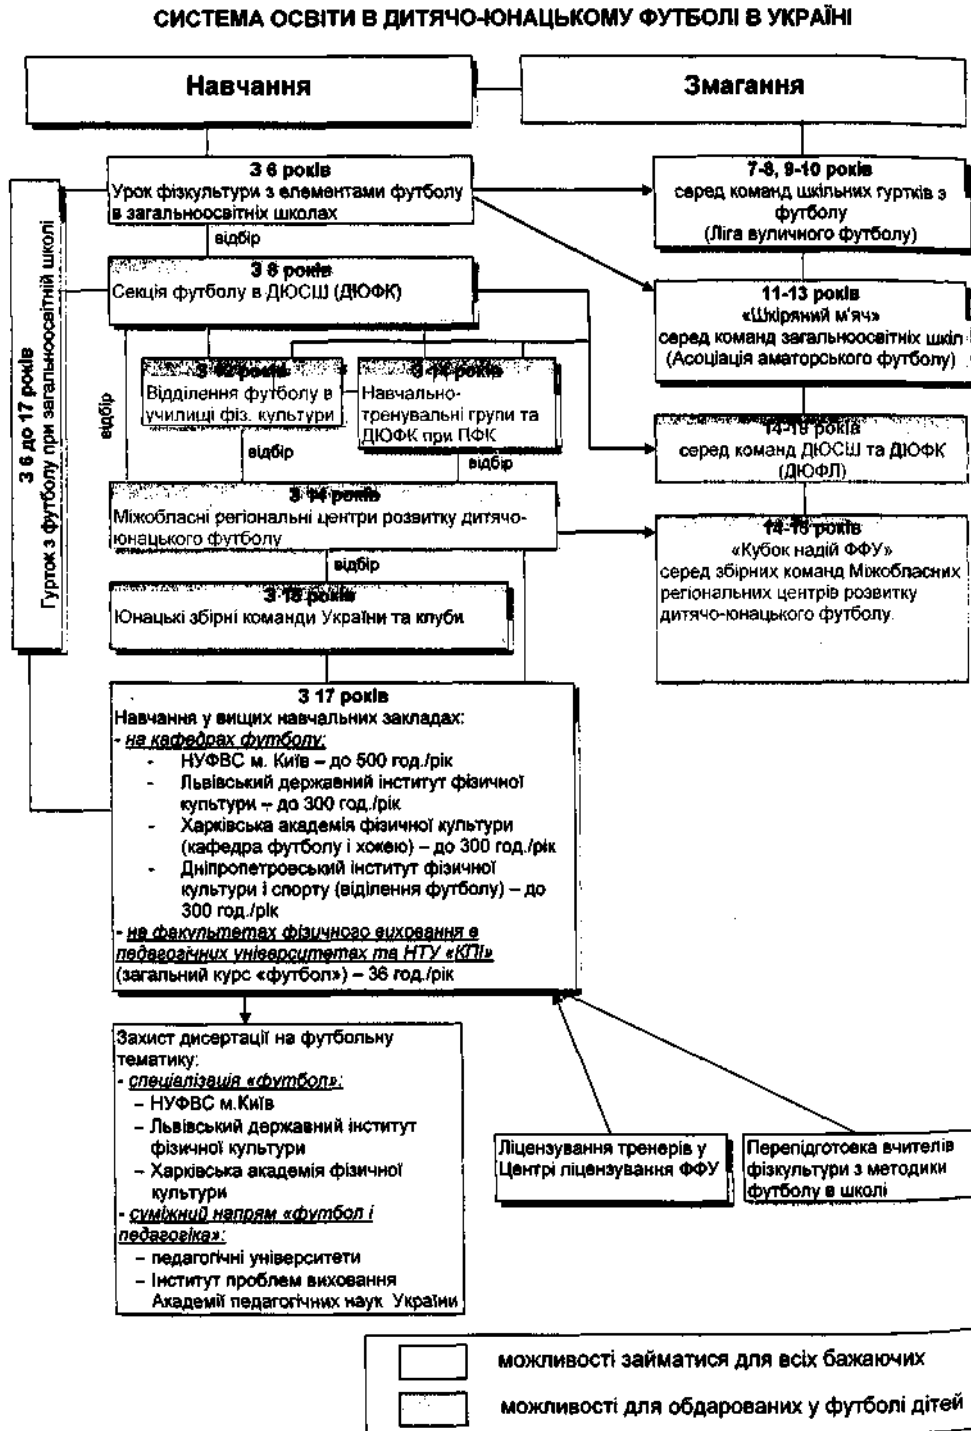 СИСТЕМА ОСВІТИ В ДИТЯЧО-ЮНАЦЬКОМУ ФУТБОЛІ В УКРАЇНІ
Навчання
Змагання
З 6 років
Урок фізкультури з елементами футболу
в загальноосвітніх школах
7-8, 9-10 років
серед команд шкільних гуртків з
футболу
(Ліга вуличного футболу)
З 6 до 17 років
Гурток з футболу при загальноосвітній школі
відбір
З 8 років
Секція футболу в ДЮСШ (ДЮФК)
11-13 років
«Шкіряний м'яч»
серед команд загальноосвітніх шкіл
(Асоціація аматорського футболу)
відбір
З років
Відділення футболу в
училищі фіз. культури
З 14 років
Навчально-
тренувальні групи та
ДЮФК при ПФК
відбір
відбір
років
серед команд ДЮСШ та ДЮФК
(ДЮФЛ)
З 14 років
Міжобласні регіональні центри розвитку дитячо-
юнацького футболу
років
«Кубок надій ФФУ»
серед збірних команд Міжобласних
регіональних центрів розвитку
дитячо-юнацького футболу.
відбір
З 15 років
Юнацькі збірні команди України та клуби
З 17 років
Навчання у вищих навчальних закладах:
- на кафедрах футболу:
- НУФВС м. Київ – до 500 год./рік
- Львівський державний інститут фізичної
культури – до 300 год./рік
- Харківська академія фізичної культури
(кафедра футболу і хокею) – до 300 год./рік
- Дніпропетровський інститут фізичної
культури і спорту (віділення футболу) – до
300 год./рік
- на факультетах фізичного виховання в
педагогічних університетах та НТУ «КПІ»
(загальний курс «футбол») – 36 год./рік
Захист дисертації на футбольну
тематику:
- спеціалізація «футбол»:
– НУФВС м.Київ
– Львівський державний інститут
фізичної культури
– Харківська академія фізичної
культури
- суміжний напрям «футбол і
педагогіка»:
– педагогічні університети
– Інститут проблем виховання
Академії педагогічних наук України
Ліцензування тренерів у
Центрі ліцензування ФФУ
Перепідготовка вчителів
фізкультури з методики
футболу в школі
можливості займатися для всіх бажаючих
можливості для обдарованих у футболі дітей